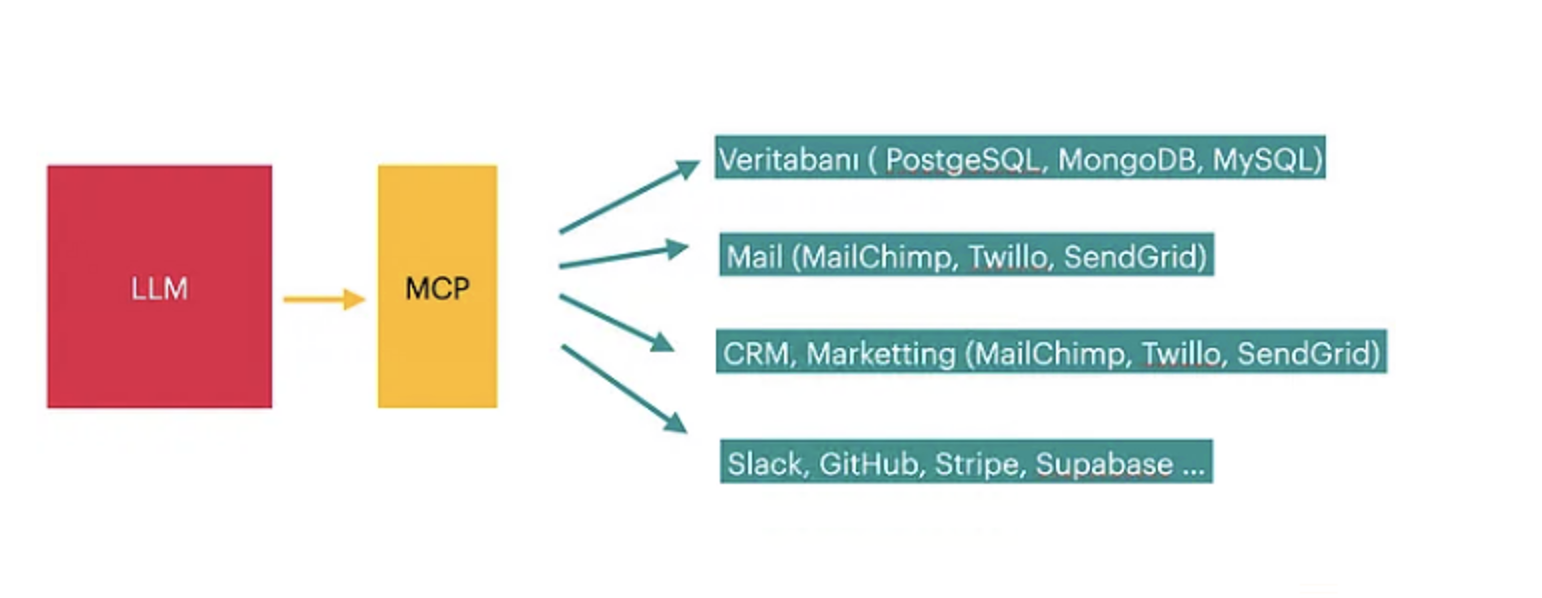 LLM
MCP
Veritabanı ( PostgeSQL, MongoDB, MySQL)
Mail (MailChimp, Twillo, SendGrid)
CRM, Marketting (MailChimp, Twillo, SendGrid)
Slack, GitHub, Stripe, Supabase ...